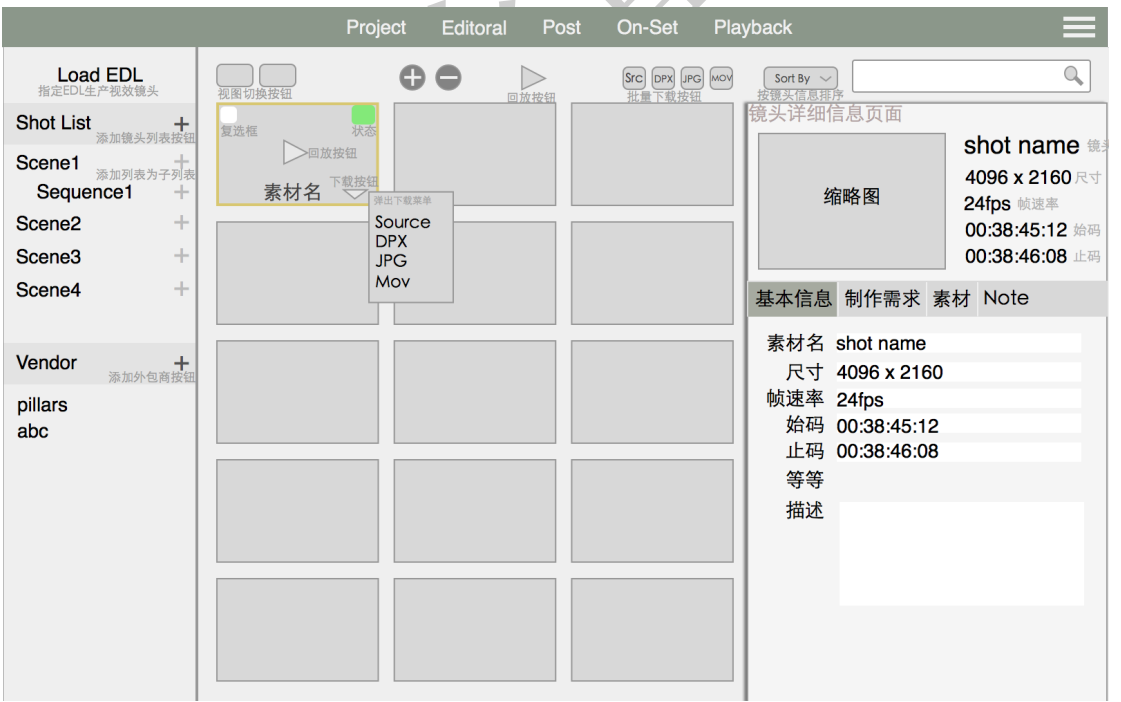 Project Editoral Post On-Set Playback
Load EDL
指定EDL生产视效镜头
Shot List +
添加镜头列表按钮
Scene1 +
添加列表为子列表
Sequence1 +
Scene2 +
Scene3 +
Scene4 +
Vendor +
添加外包商按钮
pillars
abc
视图切换按钮
回放按钮
Src DPX JPG MOV
批量下载按钮
Sort By
按镜头信息排序
复选框
状态
回放按钮
下载按钮
素材名
弹出下载菜单
Source
DPX
JPG
Mov
镜头详细信息页面
缩略图
shot name
4096 x 2160 尺寸
24fps 帧速率
00:38:45:12 始码
00:38:46:08 止码
基本信息 制作需求 素材 Note
素材名 shot name
尺寸 4096 x 2160
帧速率 24fps
始码 00:38:45:12
止码 00:38:46:08
等等
描述